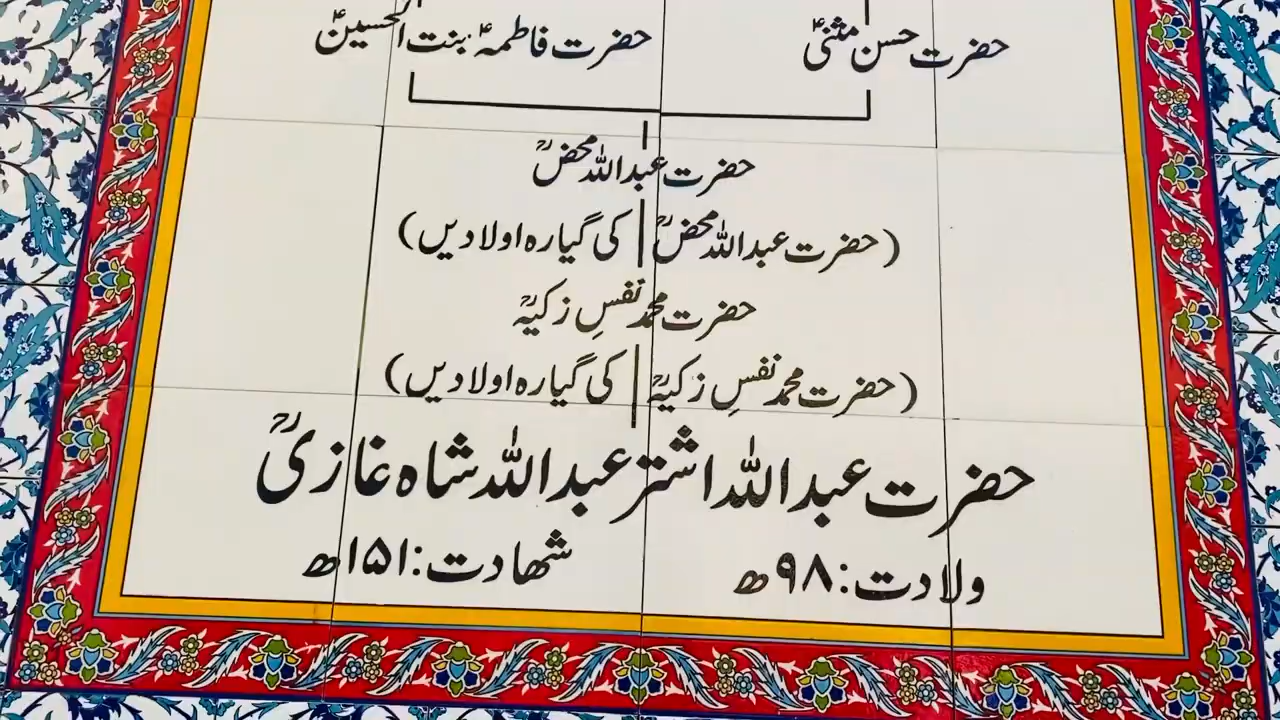 حضرت حسن مثنیؑ حضرت فاطمہؑ بنت الحسینؑ
حضرت عبداللہ محضؒ
(حضرت عبداللہ محضؒ کی گیارہ اولادیں)
حضرت محمد نفسِ زکیہؒ
(حضرت محمد نفسِ زکیہؒ کی گیارہ اولادیں)
حضرت عبداللہ اشتر عبداللہ شاہ غازیؒ
ولادت: ۹۸ھ شھادت: ۱۵۱ھ